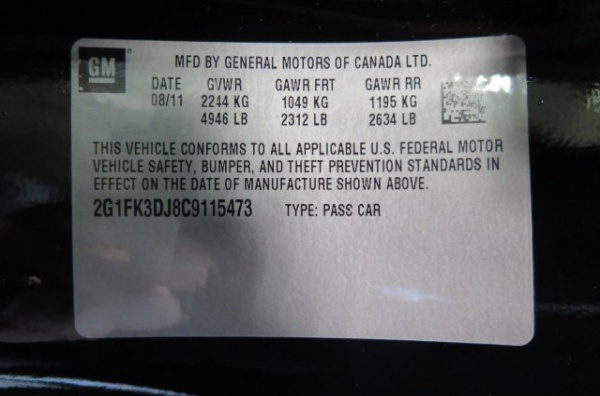 GM
MFD BY GENERAL MOTORS OF CANADA LTD.
DATE GVWR GAWR FRT GAWR RR
08/11 2244 KG 1049 KG 1195 KG
4946 LB 2312 LB 2634 LB
THIS VEHICLE CONFORMS TO ALL APPLICABLE U.S. FEDERAL MOTOR
VEHICLE SAFETY, BUMPER, AND THEFT PREVENTION STANDARDS IN
EFFECT ON THE DATE OF MANUFACTURE SHOWN ABOVE.
2G1FK3DJ8C9115473 TYPE: PASS CAR